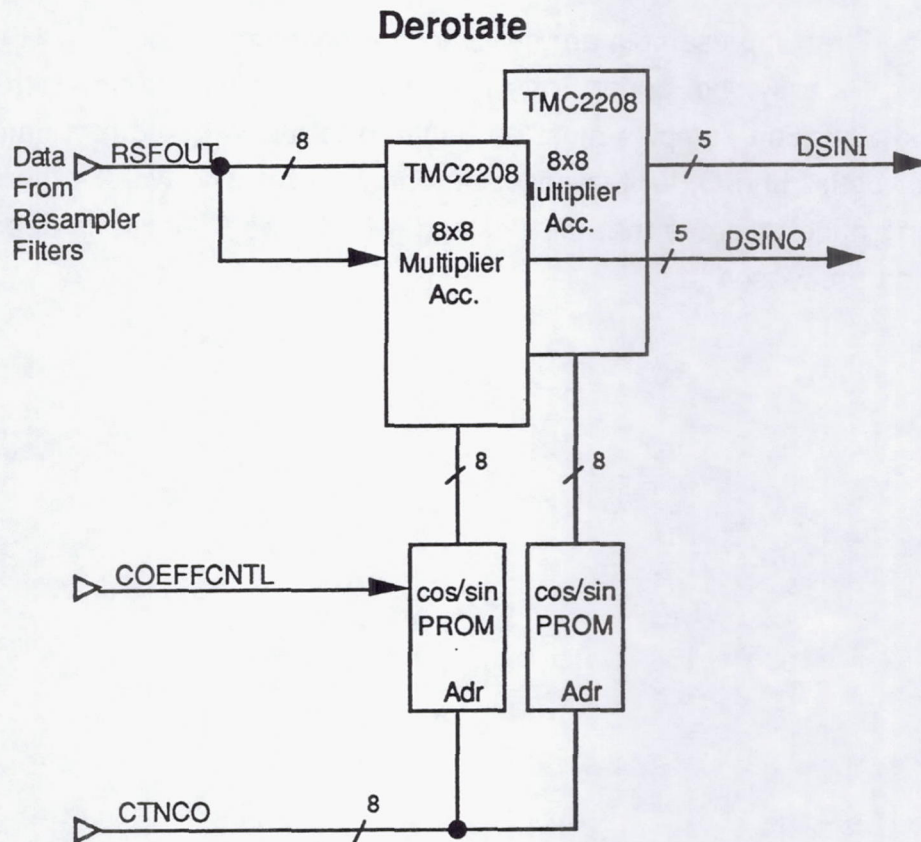 Derotate
TMC2208
Data
From
Resampler
Filters
RSFOUT
8
TMC2208
8x8
Multiplier
Acc.
8x8
Multiplier
Acc.
5
DSINI
5
DSINQ
8
8
COEFFCNTL
cos/sin
PROM
Adr
cos/sin
PROM
Adr
CTNCO
8